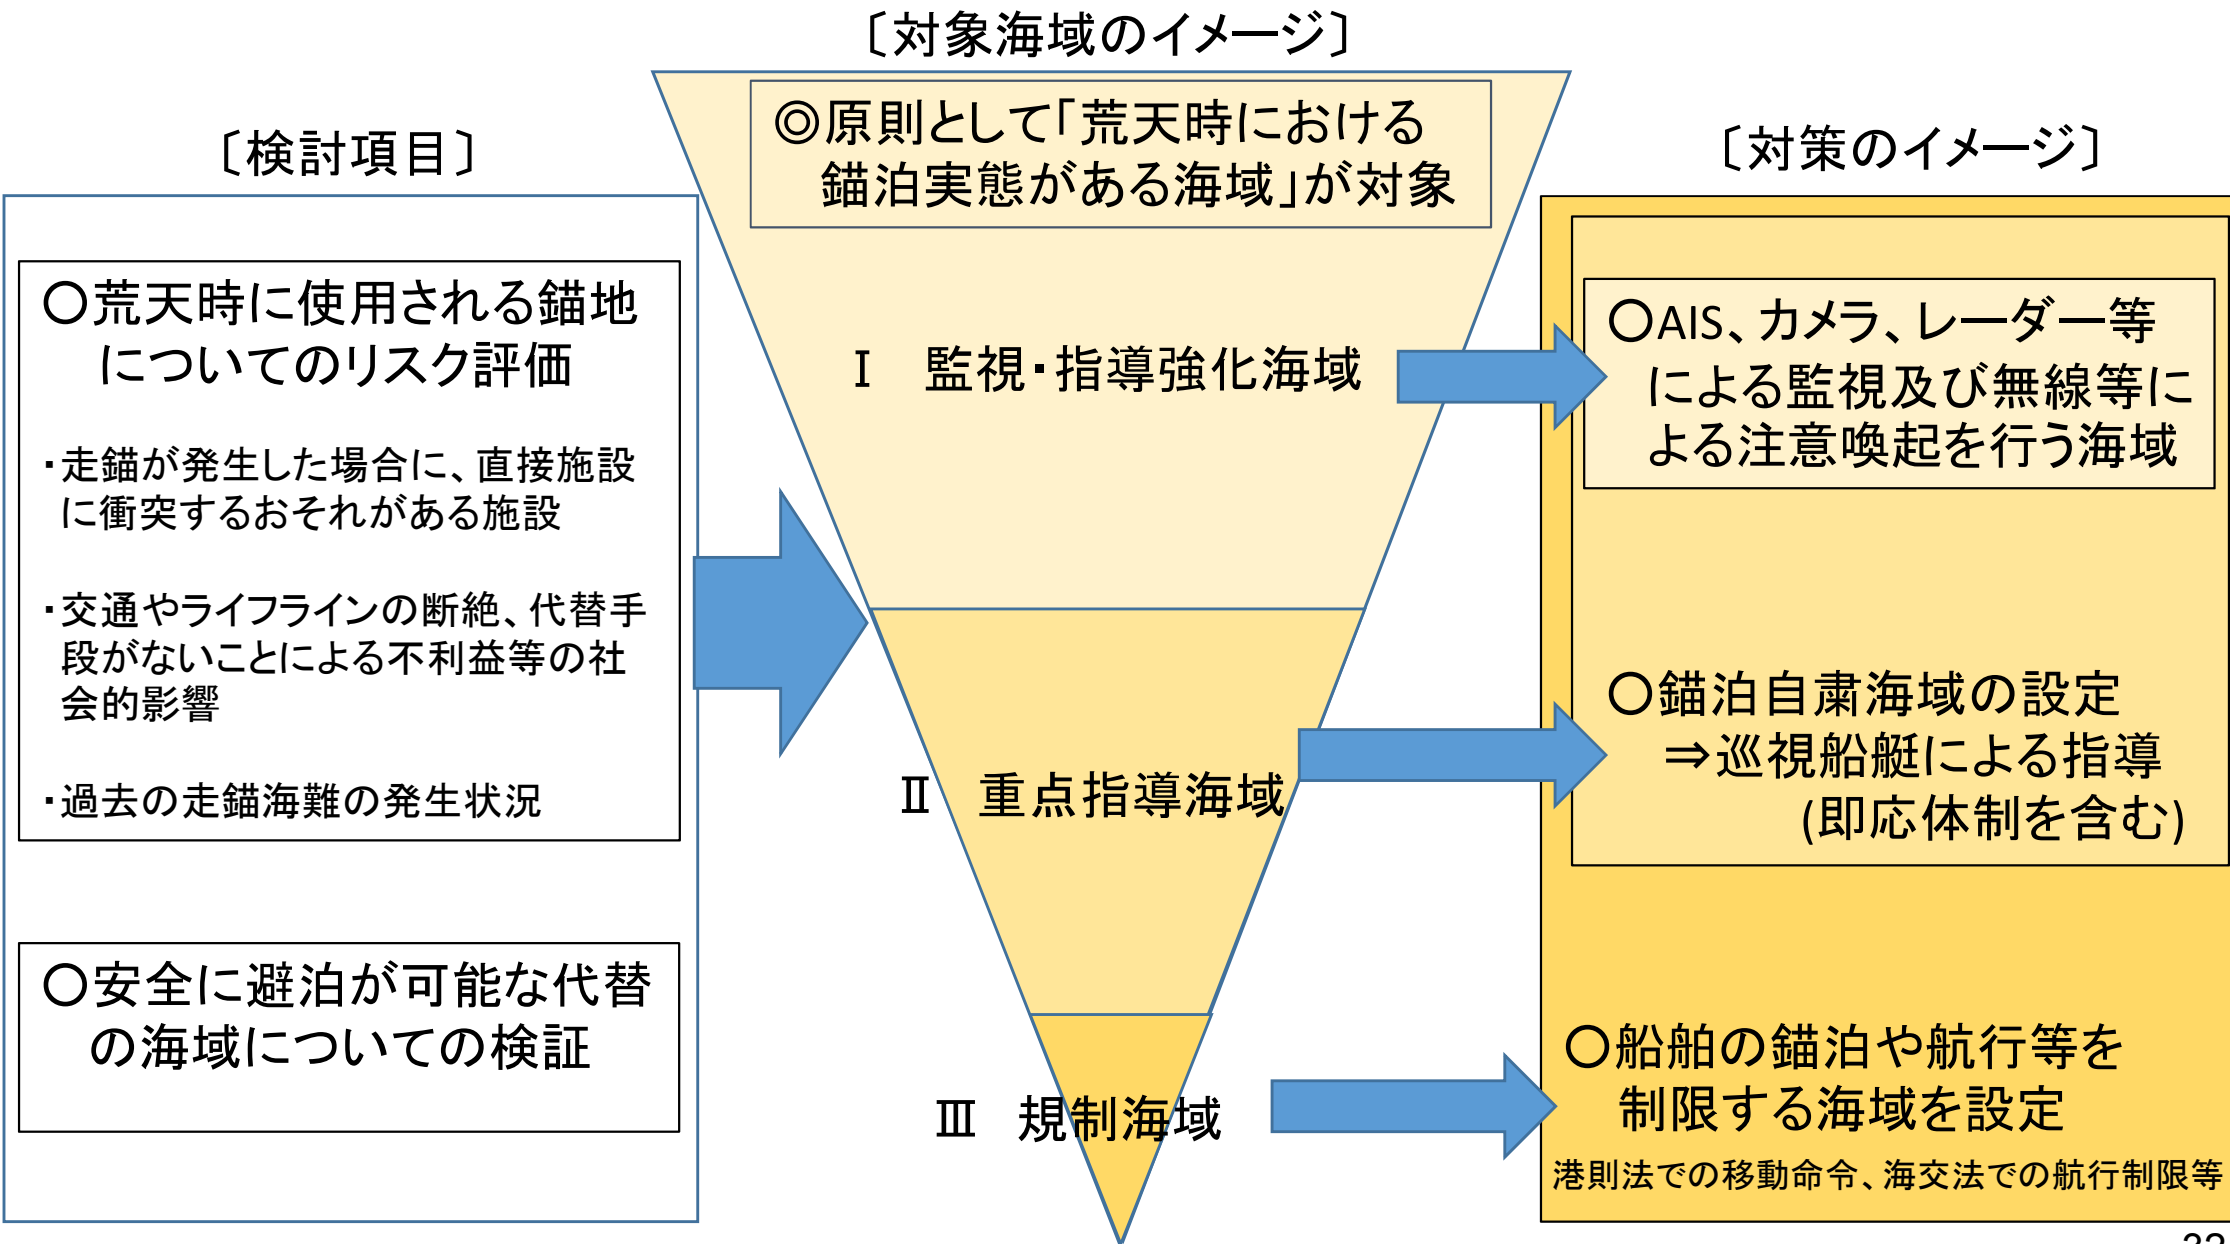 〔対象海域のイメージ〕
◎原則として「荒天時における
錨泊実態がある海域」が対象
〔検討項目〕
〇荒天時に使用される錨地
についてのリスク評価
・走錨が発生した場合に、直接施設
に衝突するおそれがある施設
・交通やライフラインの断絶、代替手
段がないことによる不利益等の社
会的影響
・過去の走錨海難の発生状況
〇安全に避泊が可能な代替
の海域についての検証
Ⅰ 監視・指導強化海域
Ⅱ 重点指導海域
Ⅲ 規制海域
〔対策のイメージ〕
〇AIS、カメラ、レーダー等
による監視及び無線等に
よる注意喚起を行う海域
〇錨泊自粛海域の設定
⇒巡視船艇による指導
(即応体制を含む)
〇船舶の錨泊や航行等を
制限する海域を設定
港則法での移動命令、海交法での航行制限等